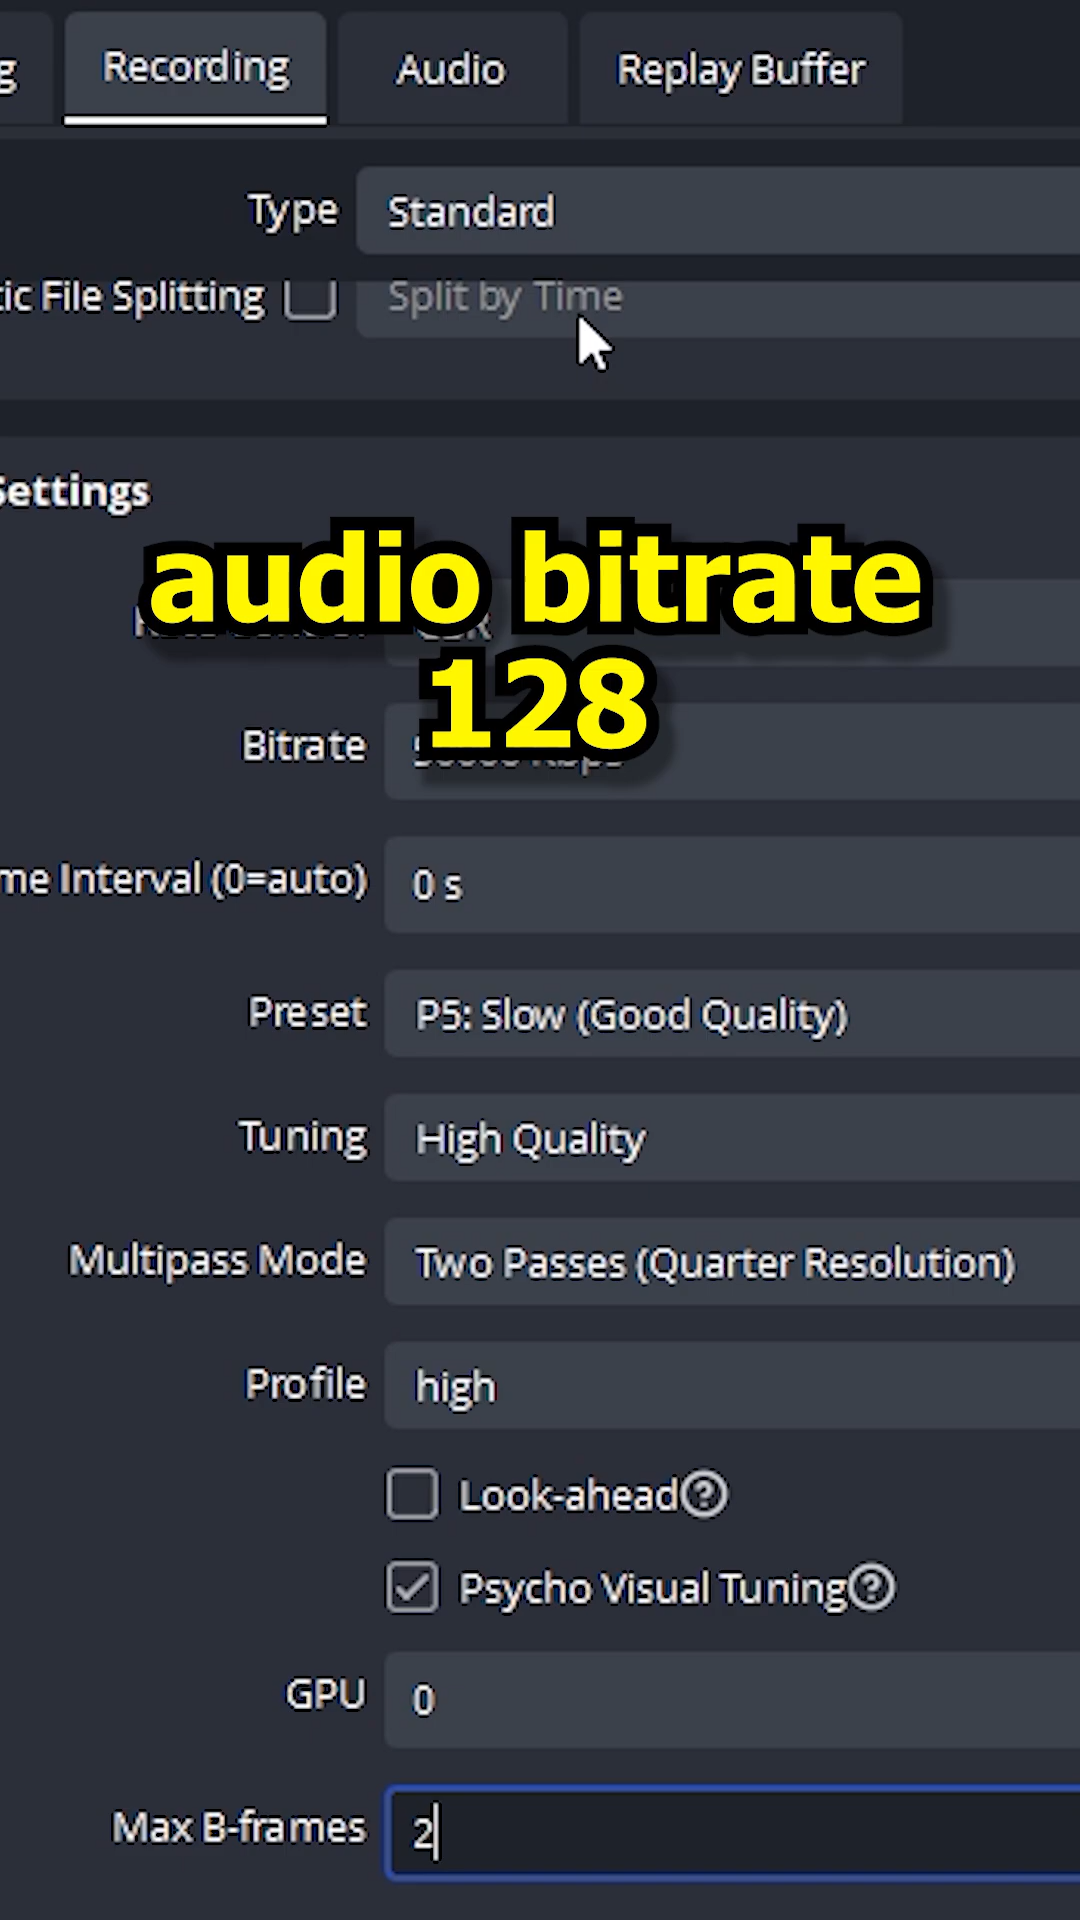 Recording Audio Replay Buffer
Type Standard
File Splitting Split by Time
Settings
audio bitrate
128
Bitrate
Interval (0=auto) 0 s
Preset P5: Slow (Good Quality)
Tuning High Quality
Multipass Mode Two Passes (Quarter Resolution)
Profile high
Look-ahead
Psycho Visual Tuning
GPU 0
Max B-frames 2